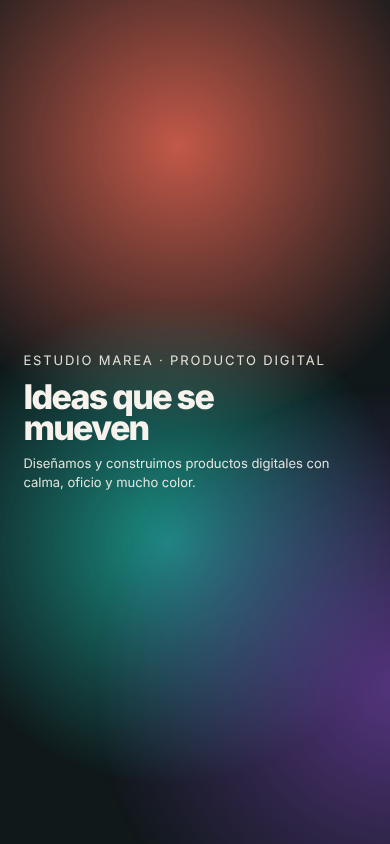 ESTUDIO MAREA · PRODUCTO DIGITAL
Ideas que se
mueven
Diseñamos y construimos productos digitales con
calma, oficio y mucho color.